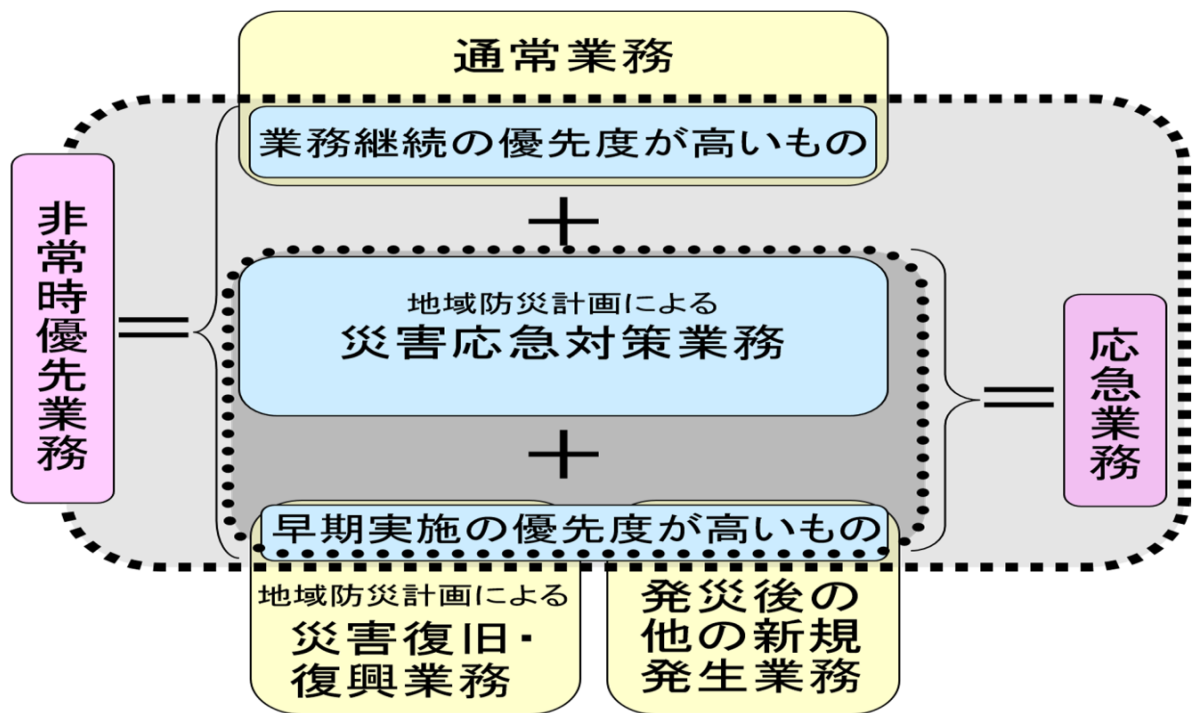 通常業務
業務継続の優先度が高いもの
＋
非常時優先業務
＝
地域防災計画による
災害応急対策業務
＝
応急業務
＋
早期実施の優先度が高いもの
地域防災計画による
災害復旧・
復興業務
発災後の
他の新規
発生業務